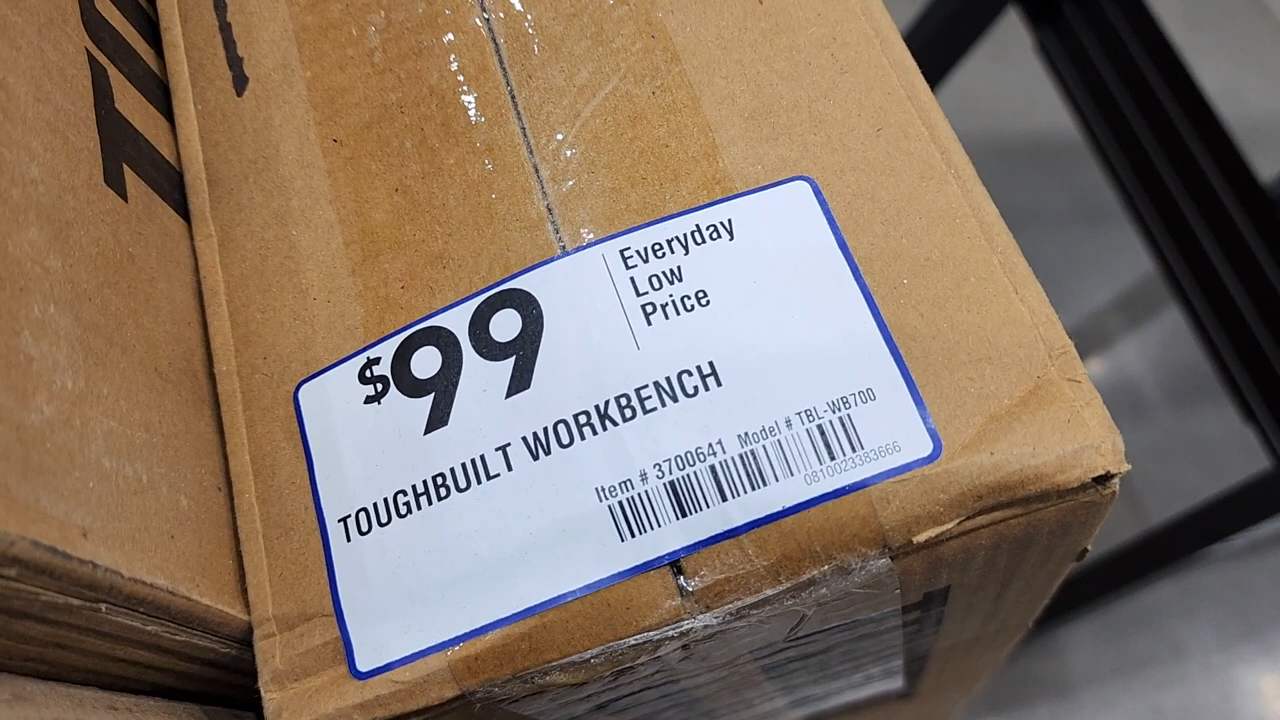 $99
Everyday
Low
Price
TOUGHBUILT WORKBENCH
Item # 3700641 Model # TBL-WB700
0810023383666